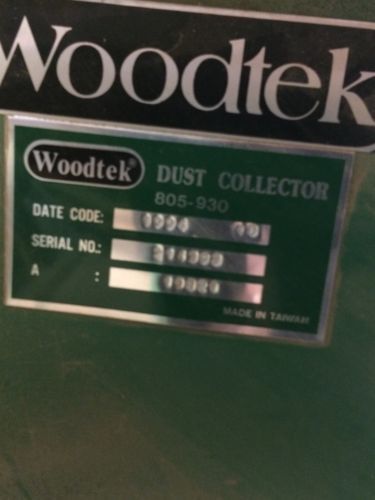 Woodtek
Woodtek® DUST COLLECTOR
805-930
DATE CODE:
SERIAL NO.:
A :
MADE IN TAIWAN